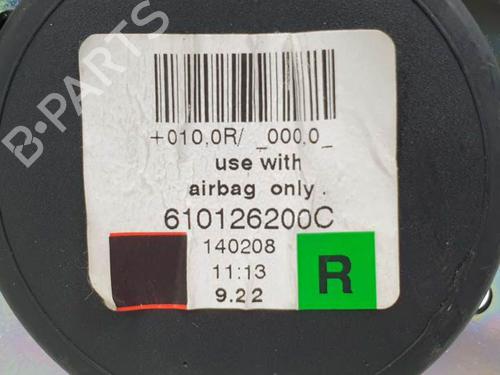 B-PARTS
+010,0R/ _000,0_
use with
airbag only .
610126200C
140208
11:13
9.22
R